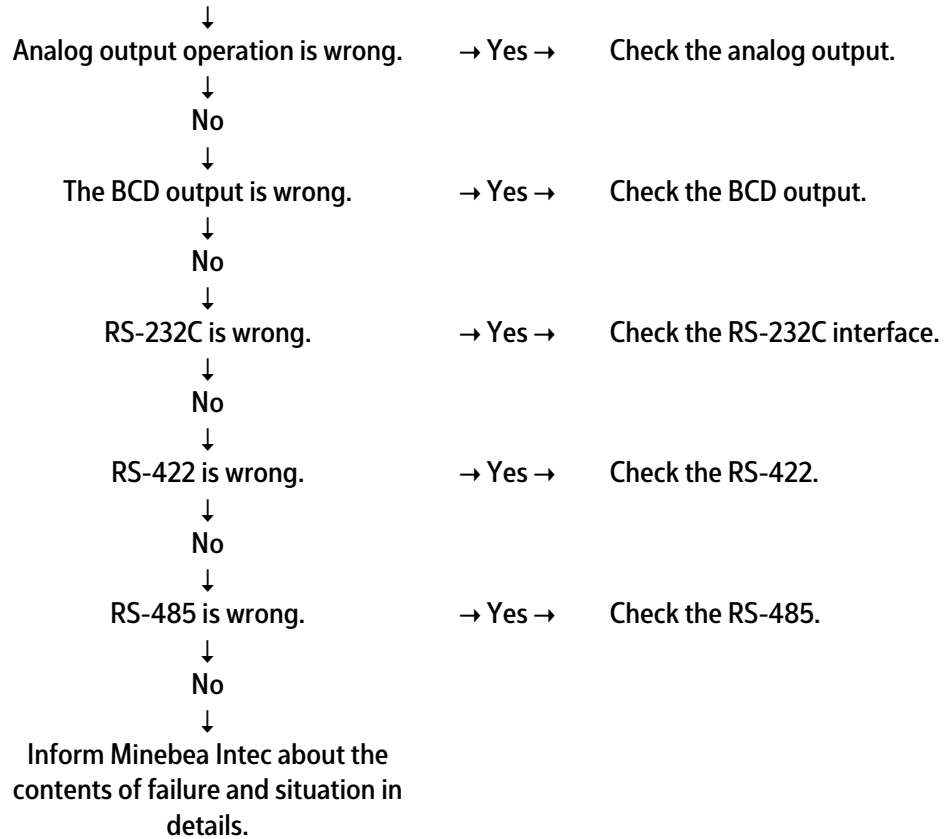 ↓
Analog output operation is wrong. → Yes → Check the analog output.
↓
No
↓
The BCD output is wrong. → Yes → Check the BCD output.
↓
No
↓
RS-232C is wrong. → Yes → Check the RS-232C interface.
↓
No
↓
RS-422 is wrong. → Yes → Check the RS-422.
↓
No
↓
RS-485 is wrong. → Yes → Check the RS-485.
↓
No
↓
Inform Minebea Intec about the
contents of failure and situation in
details.